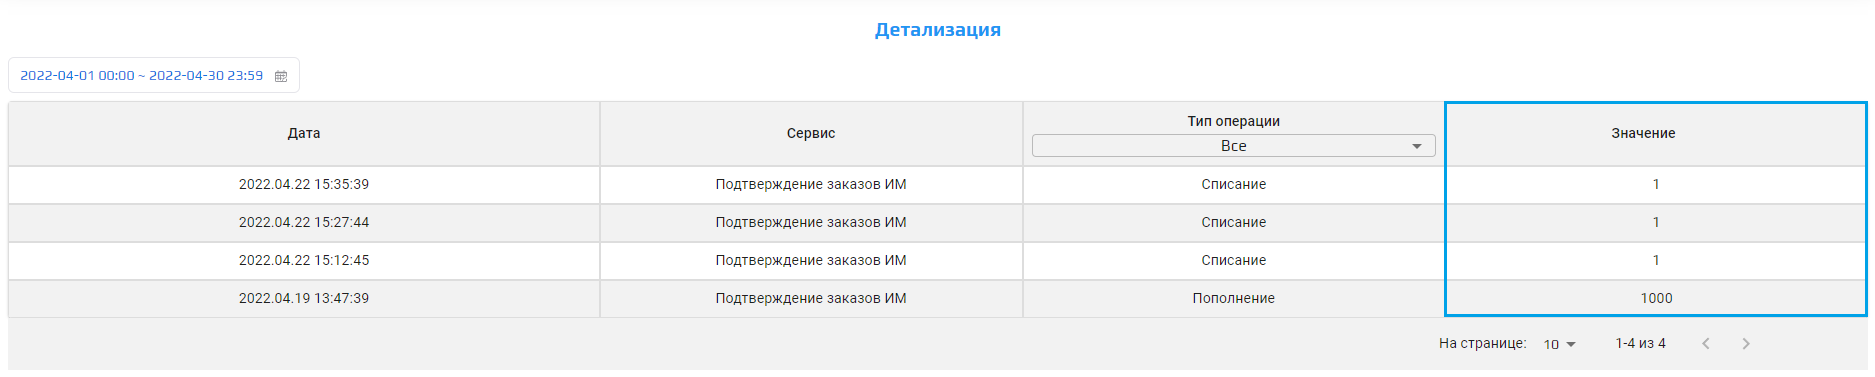 Детализация
2022-04-01 00:00 ~ 2022-04-30 23:59
Дата Сервис Тип операции Значение
Все
2022.04.22 15:35:39 Подтверждение заказов ИМ Списание 1
2022.04.22 15:27:44 Подтверждение заказов ИМ Списание 1
2022.04.22 15:12:45 Подтверждение заказов ИМ Списание 1
2022.04.19 13:47:39 Подтверждение заказов ИМ Пополнение 1000
На странице: 10 1-4 из 4